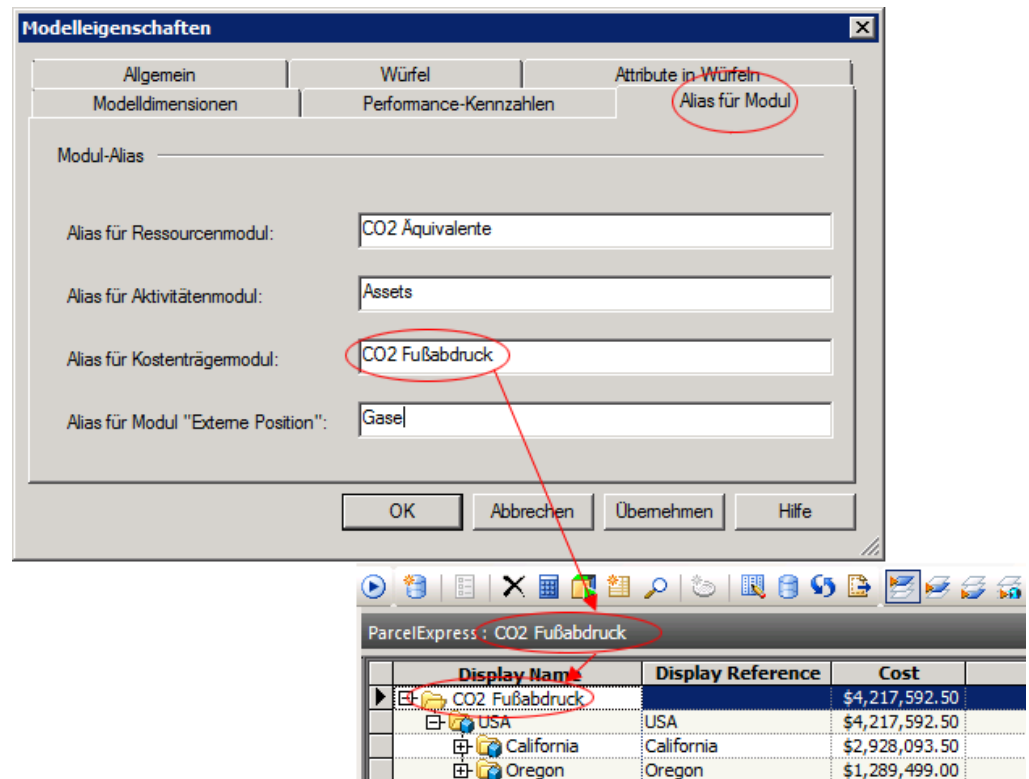 Modelleigenschaften
Allgemein Würfel Attribute in Würfeln
Modelldimensionen Performance-Kennzahlen Alias für Modul
Modul-Alias
Alias für Ressourcenmodul: CO2 Äquivalente
Alias für Aktivitätenmodul: Assets
Alias für Kostenträgermodul: CO2 Fußabdruck
Alias für Modul "Externe Position": Gase
OK Abbrechen Übernehmen Hilfe
ParcelExpress : CO2 Fußabdruck
Display Name Display Reference Cost
CO2 Fußabdruck $4,217,592.50
USA USA $4,217,592.50
California California $2,928,093.50
Oregon Oregon $1,289,499.00